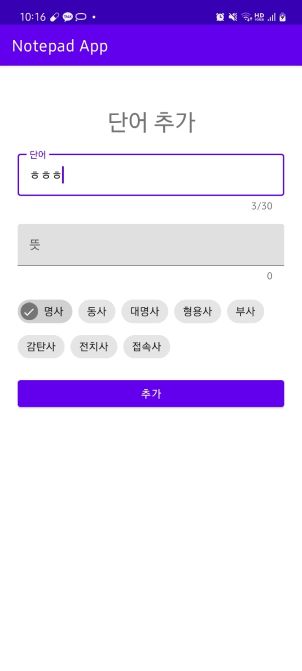 10:16
Notepad App
단어 추가
단어
ㅎㅎㅎ
3/30
뜻
0
명사 동사 대명사 형용사 부사
감탄사 전치사 접속사
추가